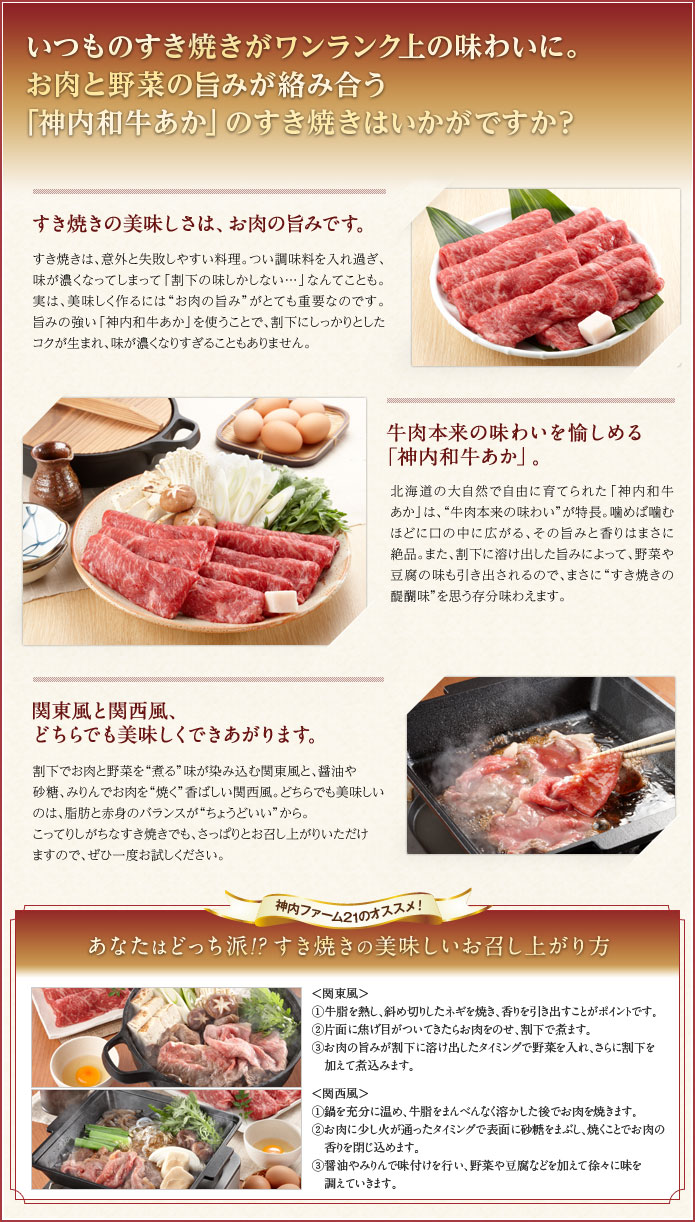 いつものすき焼きがワンランク上の味わいに。
お肉と野菜の旨みが絡み合う
「神内和牛あか」のすき焼きはいかがですか？
すき焼きの美味しさは、お肉の旨みです。
すき焼きは、意外と失敗しやすい料理。つい調味料を入れ過ぎ、
味が濃くなってしまって「割下の味しかしない…」なんてことも。
実は、美味しく作るには“お肉の旨み”がとても重要なのです。
旨みの強い「神内和牛あか」を使うことで、割下にしっかりとした
コクが生まれ、味が濃くなりすぎることもありません。
牛肉本来の味わいを愉しめる
「神内和牛あか」。
北海道の大自然で自由に育てられた「神内和牛
あか」は、“牛肉本来の味わい”が特長。噛めば噛む
ほどに口の中に広がる、その旨みと香りはまさに
絶品。また、割下に溶け出した旨みによって、野菜や
豆腐の味も引き出されるので、まさに“すき焼きの
醍醐味”を思う存分味わえます。
関東風と関西風、
どちらでも美味しくできあがります。
割下でお肉と野菜を“煮る”味が染み込む関東風と、醤油や
砂糖、みりんでお肉を“焼く”香ばしい関西風。どちらでも美味しい
のは、脂肪と赤身のバランスが“ちょうどいい”から。
こってりしがちなすき焼きでも、さっぱりとお召し上がりいただけ
ますので、ぜひ一度お試しください。
神内ファーム21のオススメ！
あなたはどっち派!? すき焼きの美味しいお召し上がり方
＜関東風＞
①牛脂を熱し、斜め切りしたネギを焼き、香りを引き出すことがポイントです。
②片面に焦げ目がついてきたらお肉をのせ、割下で煮ます。
③お肉の旨みが割下に溶け出したタイミングで野菜を入れ、さらに割下を
加えて煮込みます。
＜関西風＞
①鍋を充分に温め、牛脂をまんべんなく溶かした後でお肉を焼きます。
②お肉に少し火が通ったタイミングで表面に砂糖をまぶし、焼くことでお肉の
香りを閉じ込めます。
③醤油やみりんで味付けを行い、野菜や豆腐などを加えて徐々に味を
調えていきます。